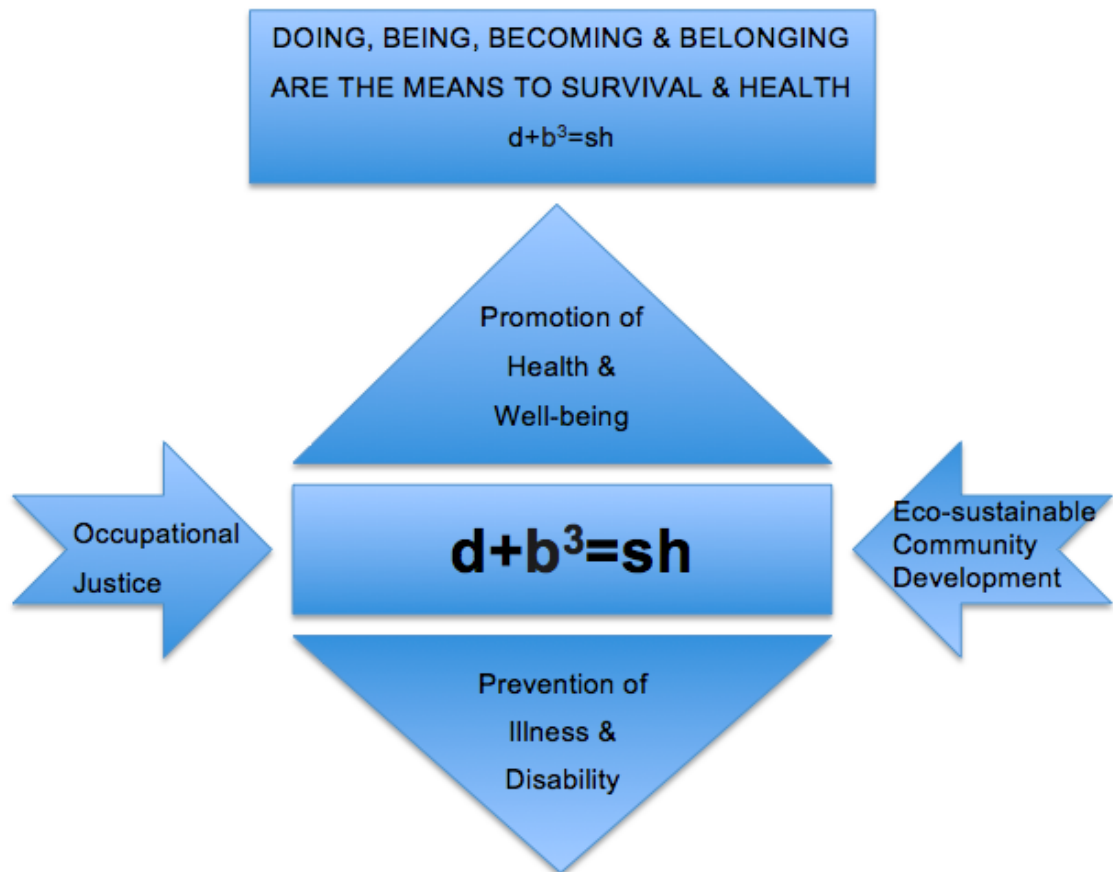 DOING, BEING, BECOMING & BELONGING
ARE THE MEANS TO SURVIVAL & HEALTH
d+b³=sh
Promotion of
Health &
Well-being
Occupational
Justice
d+b³=sh
Eco-sustainable
Community
Development
Prevention of
Illness &
Disability